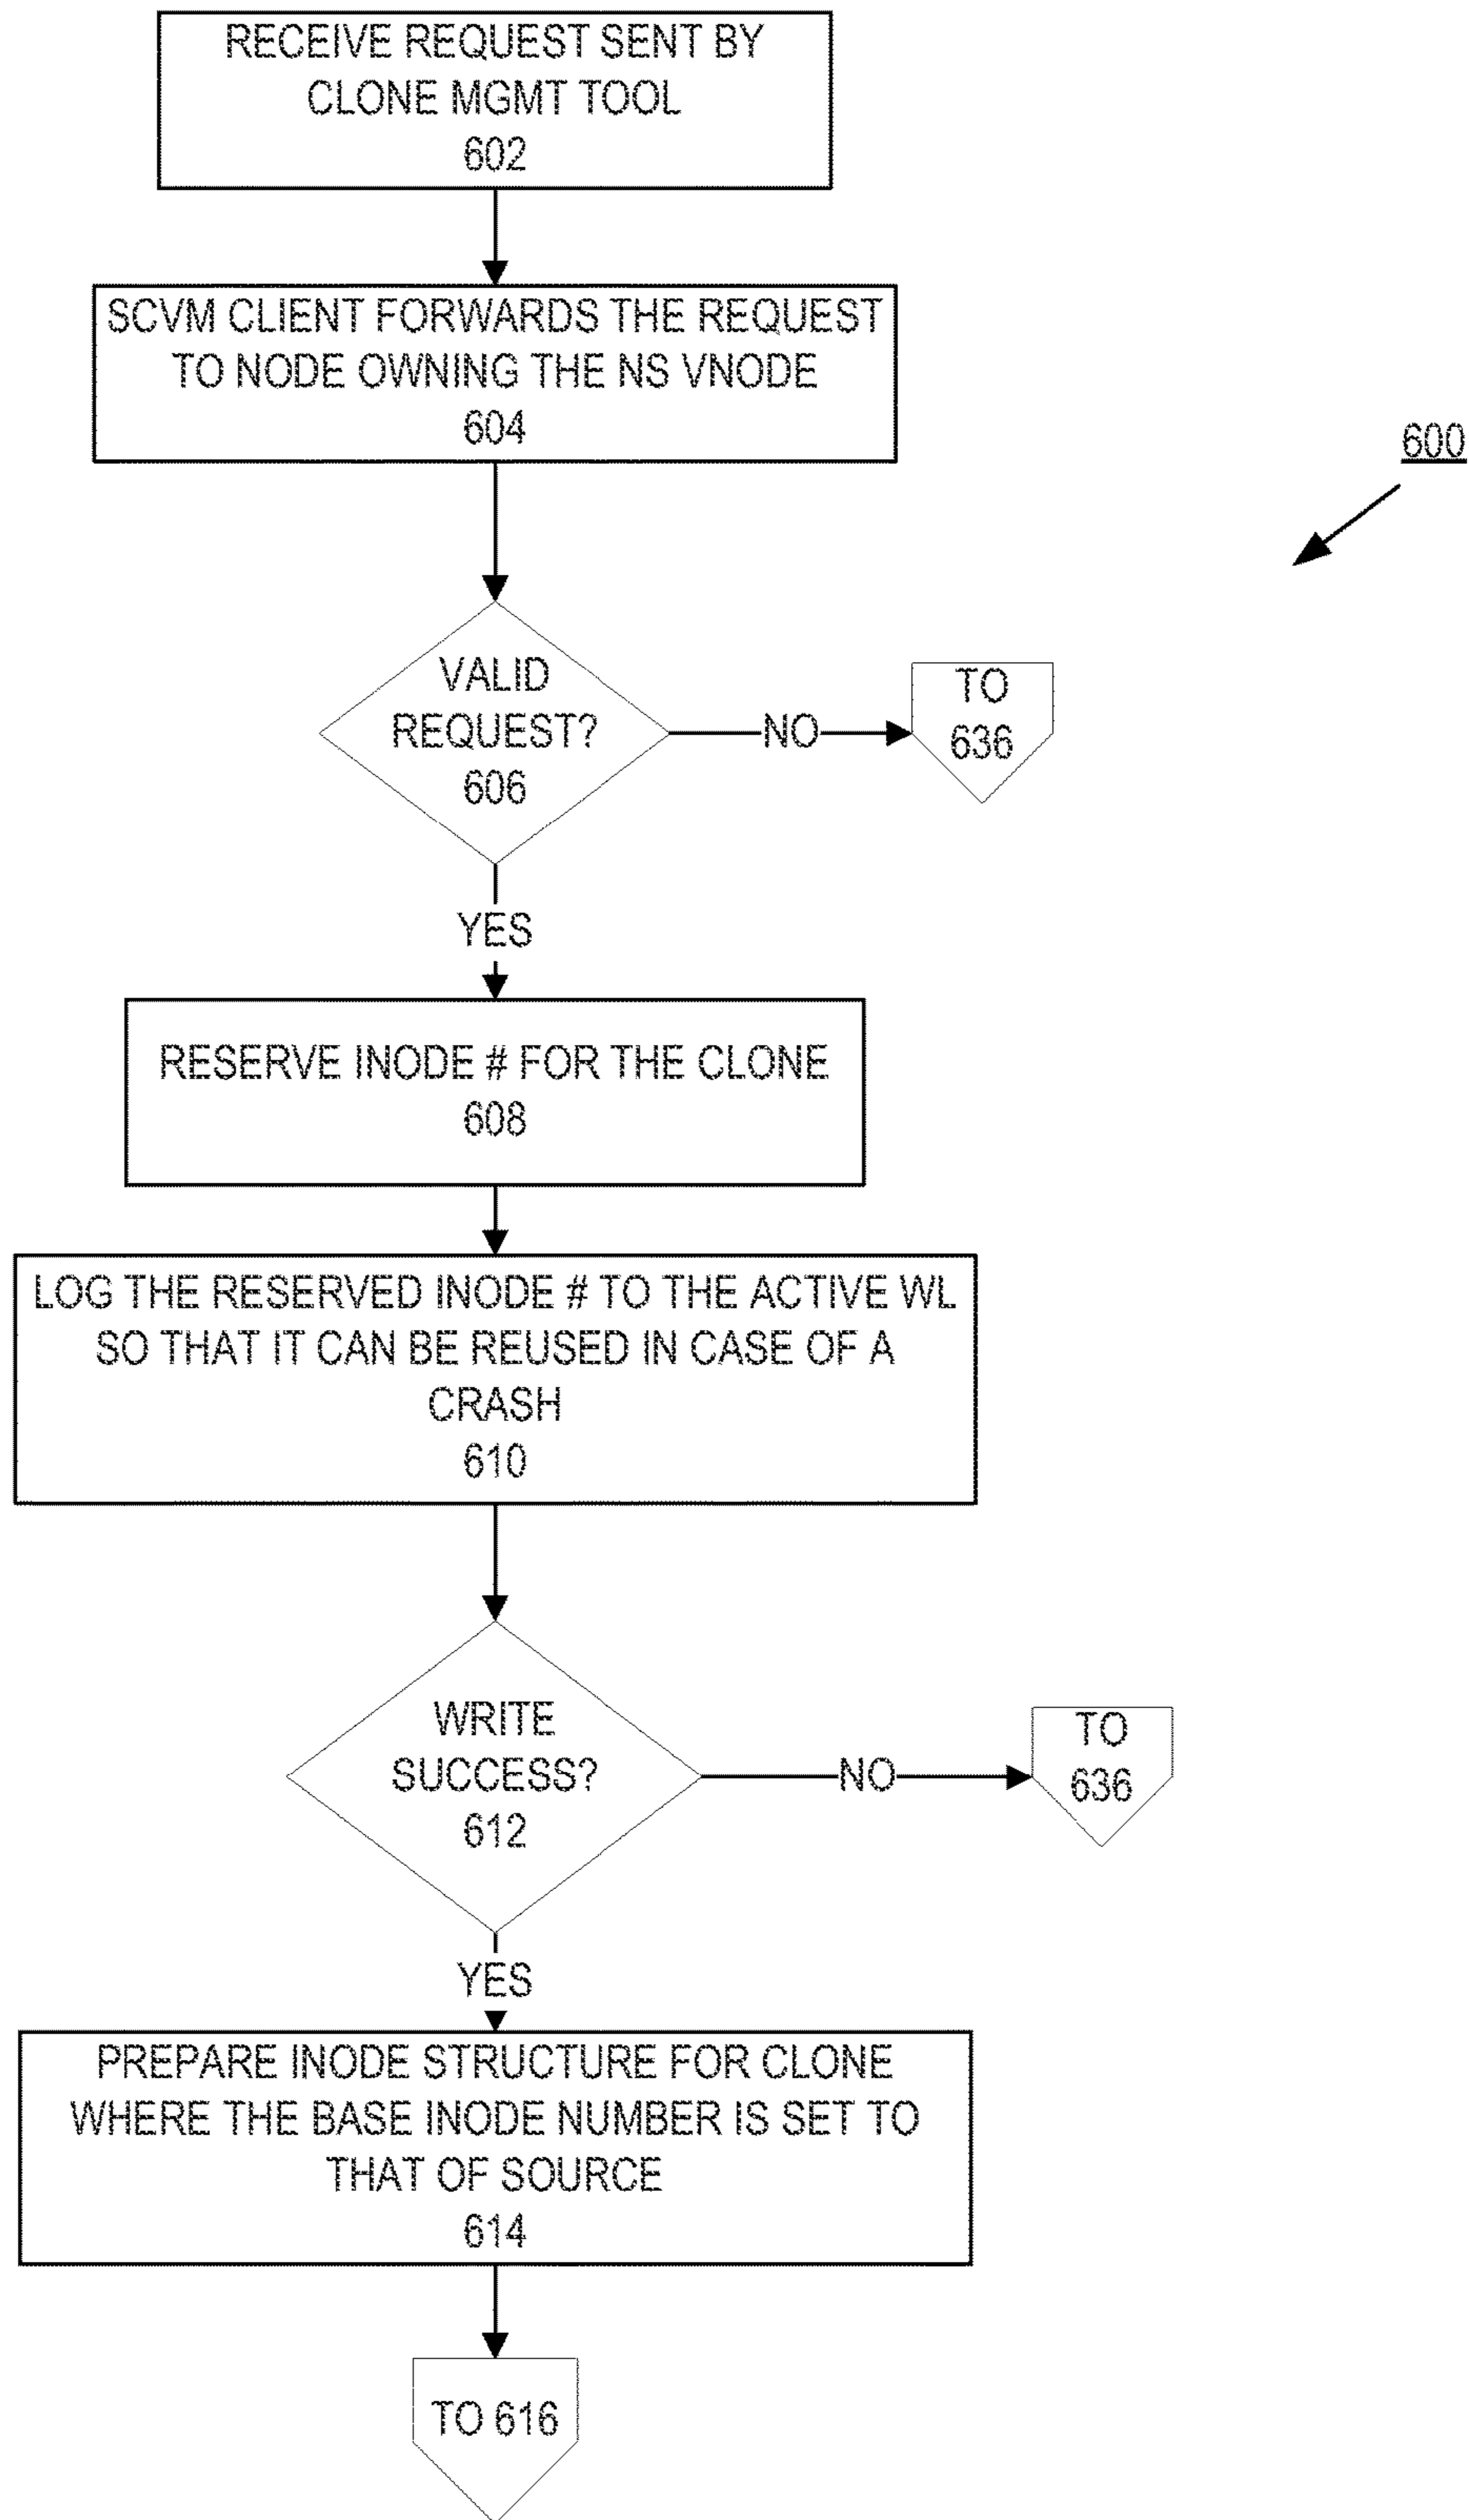 RECEIVE REQUEST SENT BY
CLONE MGMT TOOL
602
SCVM CLIENT FORWARDS THE REQUEST
TO NODE OWNING THE NS VNODE
604
600
VALID
REQUEST?
606
NO
TO
636
YES
RESERVE INODE # FOR THE CLONE
608
LOG THE RESERVED INODE # TO THE ACTIVE WL
SO THAT IT CAN BE REUSED IN CASE OF A
CRASH
610
WRITE
SUCCESS?
612
NO
TO
636
YES
PREPARE INODE STRUCTURE FOR CLONE
WHERE THE BASE INODE NUMBER IS SET TO
THAT OF SOURCE
614
TO 616